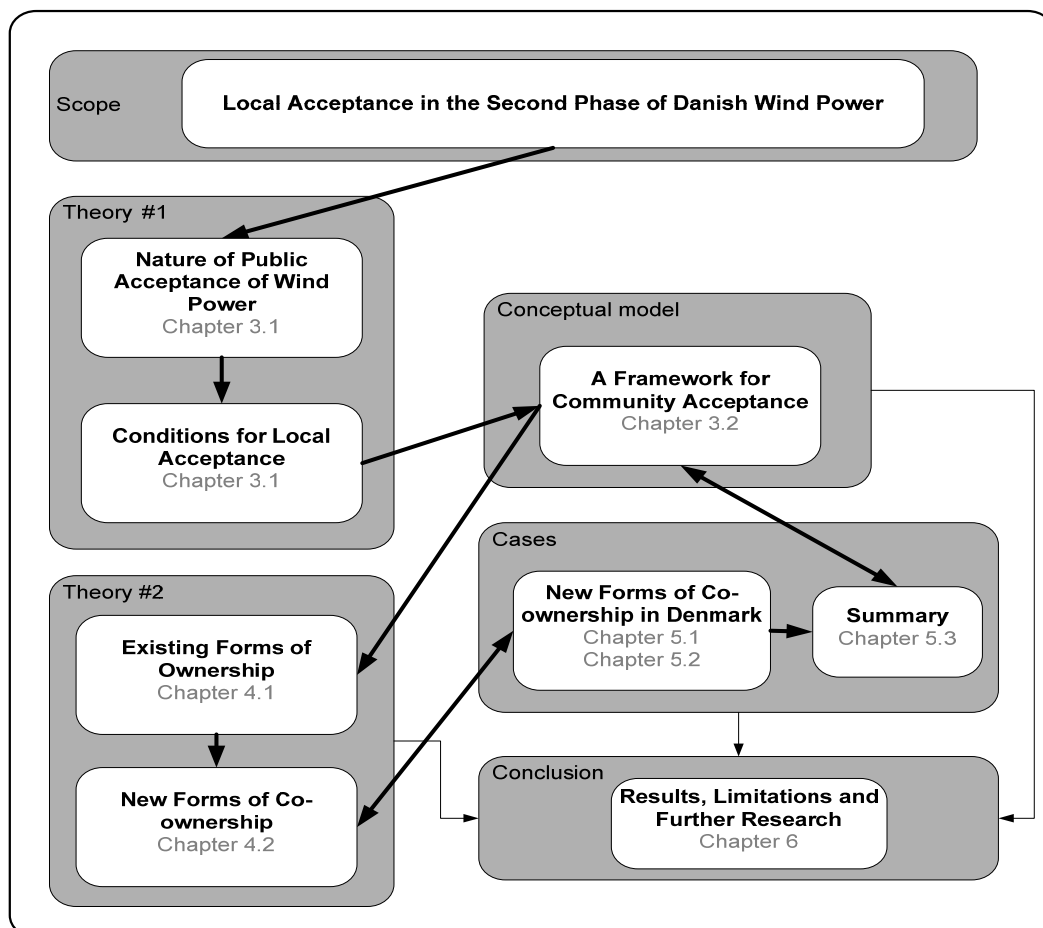 Scope
Local Acceptance in the Second Phase of Danish Wind Power
Theory #1
Nature of Public
Acceptance of Wind
Power
Chapter 3.1
Conditions for Local
Acceptance
Chapter 3.1
Conceptual model
A Framework for
Community Acceptance
Chapter 3.2
Theory #2
Existing Forms of
Ownership
Chapter 4.1
New Forms of Co-
ownership
Chapter 4.2
Cases
New Forms of Co-
ownership in Denmark
Chapter 5.1
Chapter 5.2
Summary
Chapter 5.3
Conclusion
Results, Limitations and
Further Research
Chapter 6